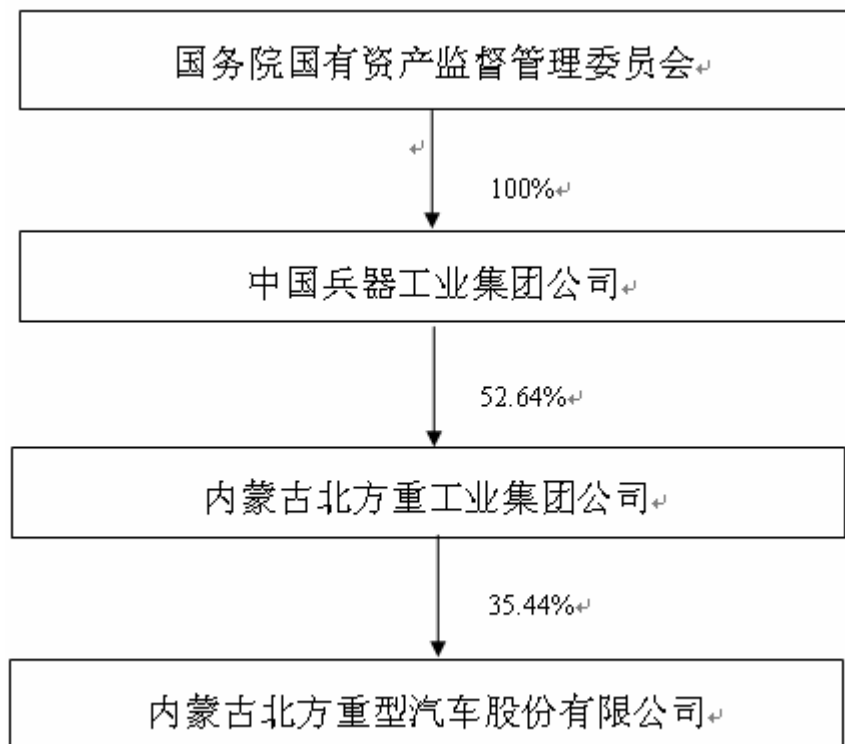 国务院国有资产监督管理委员会
100%
中国兵器工业集团公司
52.64%
内蒙古北方重工业集团公司
35.44%
内蒙古北方重型汽车股份有限公司